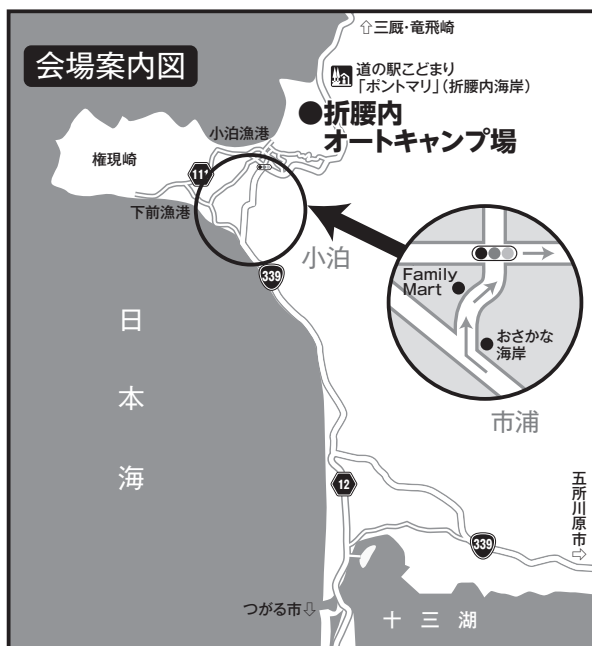 ⇧三厩・竜飛崎
会場案内図
道の駅こどまり
「ポントマリ」(折腰内海岸)
●折腰内
オートキャンプ場
小泊漁港
権現崎
下前漁港
小泊
339
Family
Mart
おさかな
海岸
市浦
日本海
12
五所川原市⇨
339
つがる市⇩
十三湖